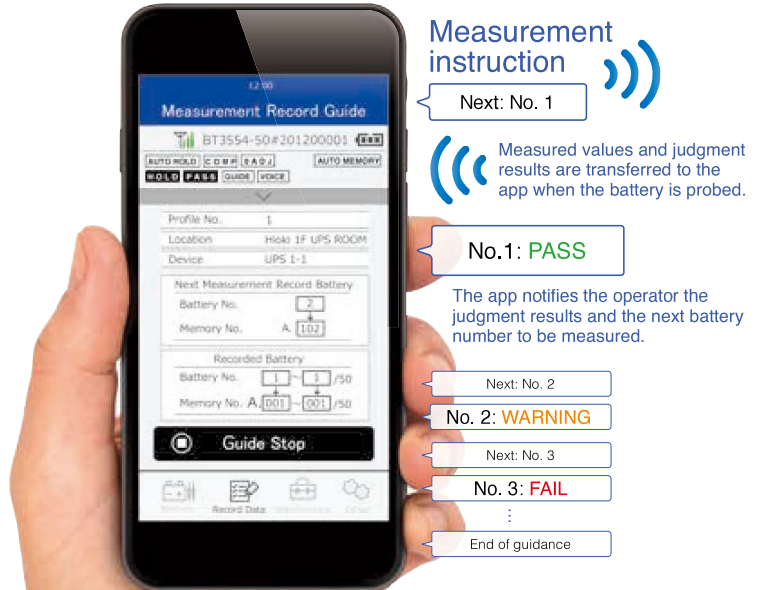 12:00
Measurement Record Guide
BT3554-50#201200001
AUTO HOLD COMP 0ADJ AUTO MEMORY
HOLD PASS GUIDE VOICE
Profile No. 1
Location Hioki 1F UPS ROOM
Device UPS 1-1
Next Measurement Record Battery
Battery No. 2
Memory No. A. 102
Recorded Battery
Battery No. 1 ~ 1 /50
Memory No. A. 001 ~ 001 /50
Guide Stop
Record Data
Measurement
instruction
Next: No. 1
Measured values and judgment
results are transferred to the
app when the battery is probed.
No.1: PASS
The app notifies the operator the
judgment results and the next battery
number to be measured.
Next: No. 2
No. 2: WARNING
Next: No. 3
No. 3: FAIL
⋮
End of guidance